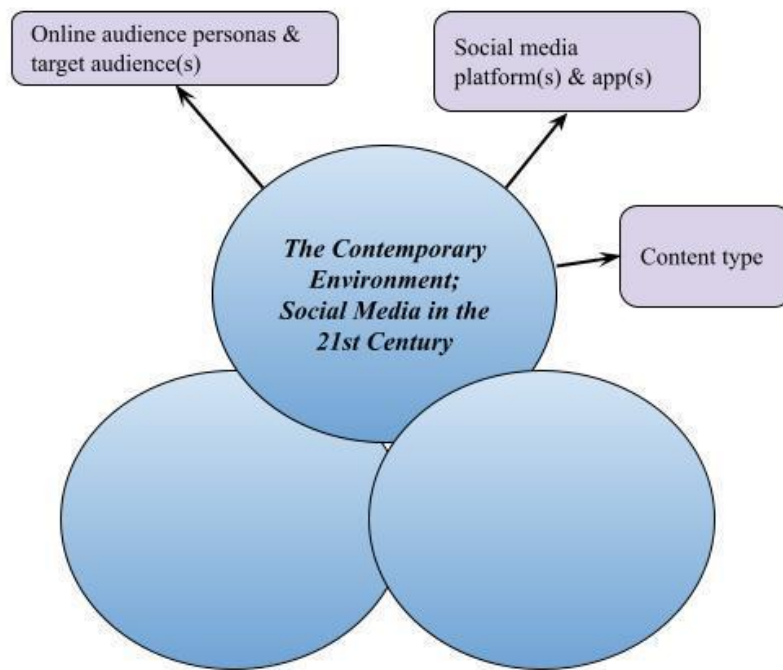 Online audience personas &
target audience(s)
Social media
platform(s) & app(s)
The Contemporary
Environment;
Social Media in the
21st Century
Content type